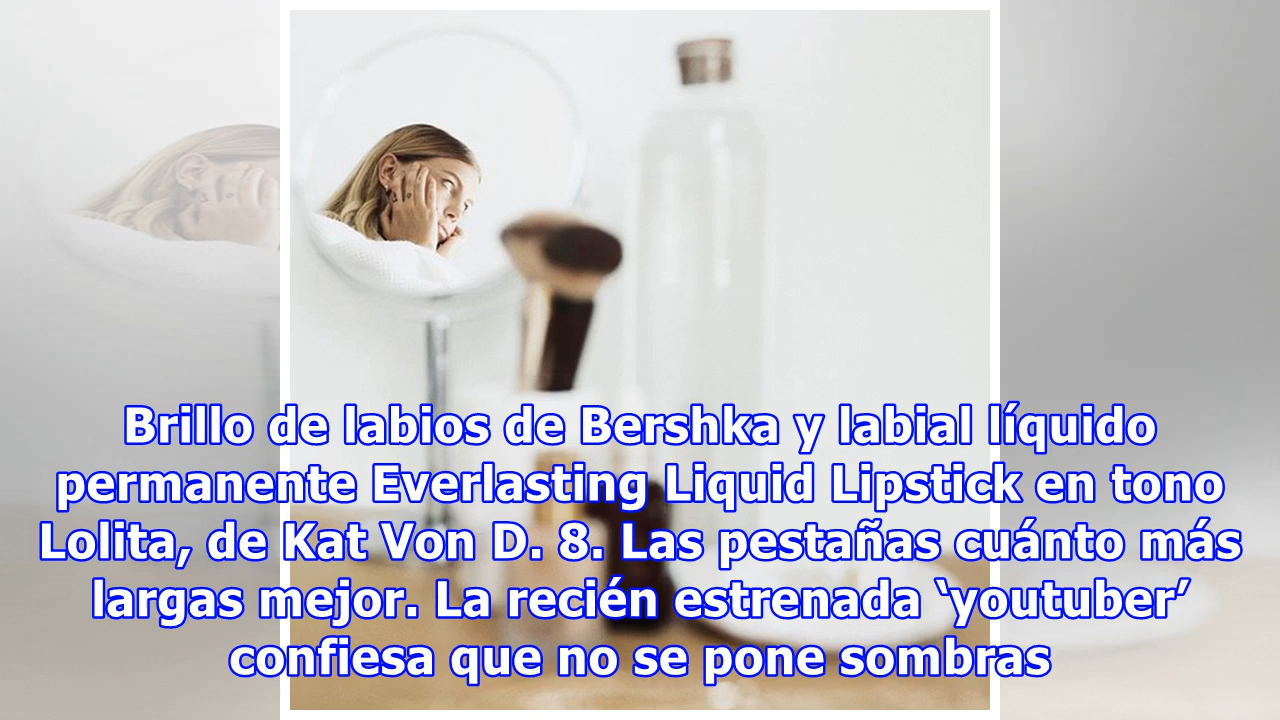 Brillo de labios de Bershka y labial líquido
permanente Everlasting Liquid Lipstick en tono
Lolita, de Kat Von D. 8. Las pestañas cuánto más
largas mejor. La recién estrenada ‘youtuber’
confiesa que no se pone sombras